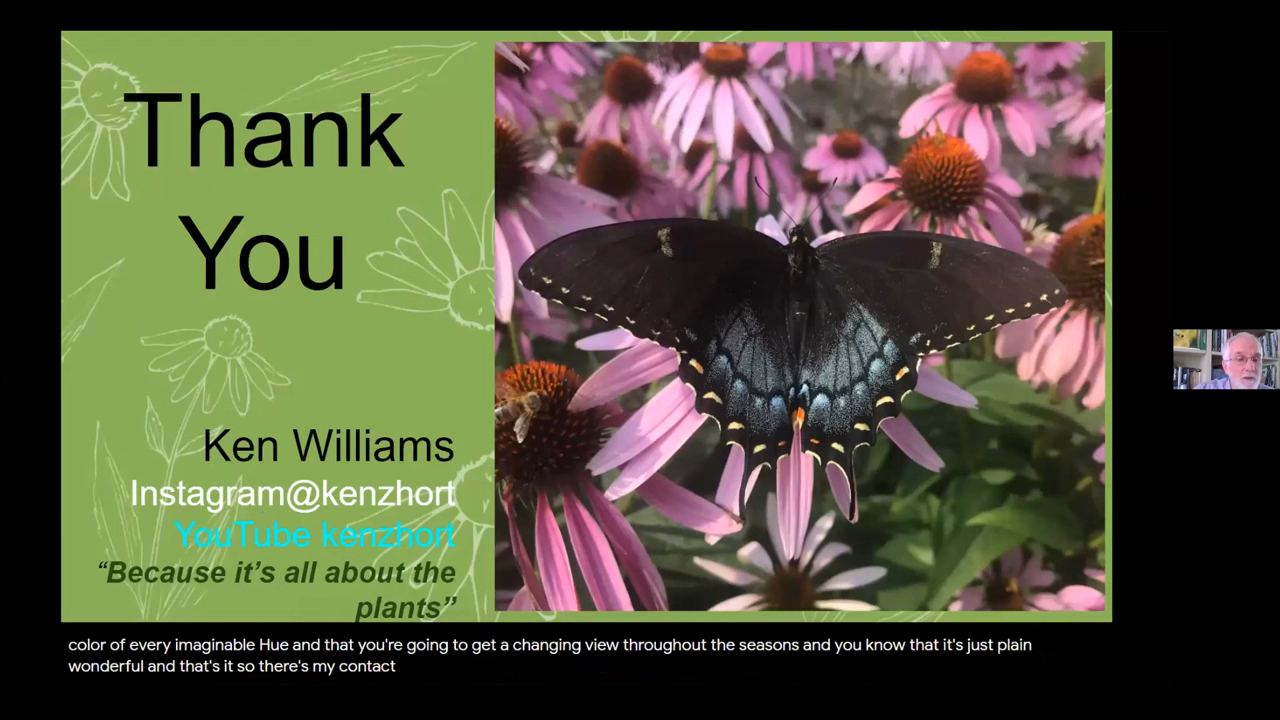 Thank
You
Ken Williams
Instagram@kenzhort
YouTube kenzhort
“Because it’s all about the
plants”
color of every imaginable Hue and that you're going to get a changing view throughout the seasons and you know that it's just plain
wonderful and that's it so there's my contact